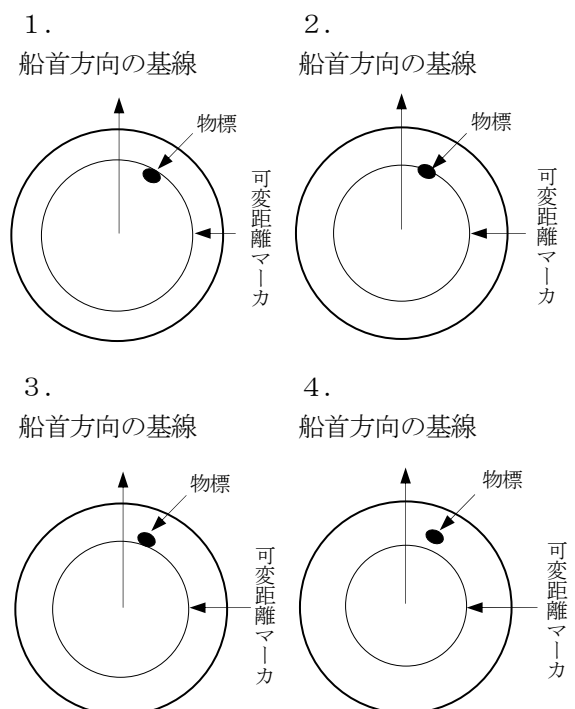 1.
船首方向の基線
物標
可変距離マーカ
2.
船首方向の基線
物標
可変距離マーカ
3.
船首方向の基線
物標
可変距離マーカ
4.
船首方向の基線
物標
可変距離マーカ